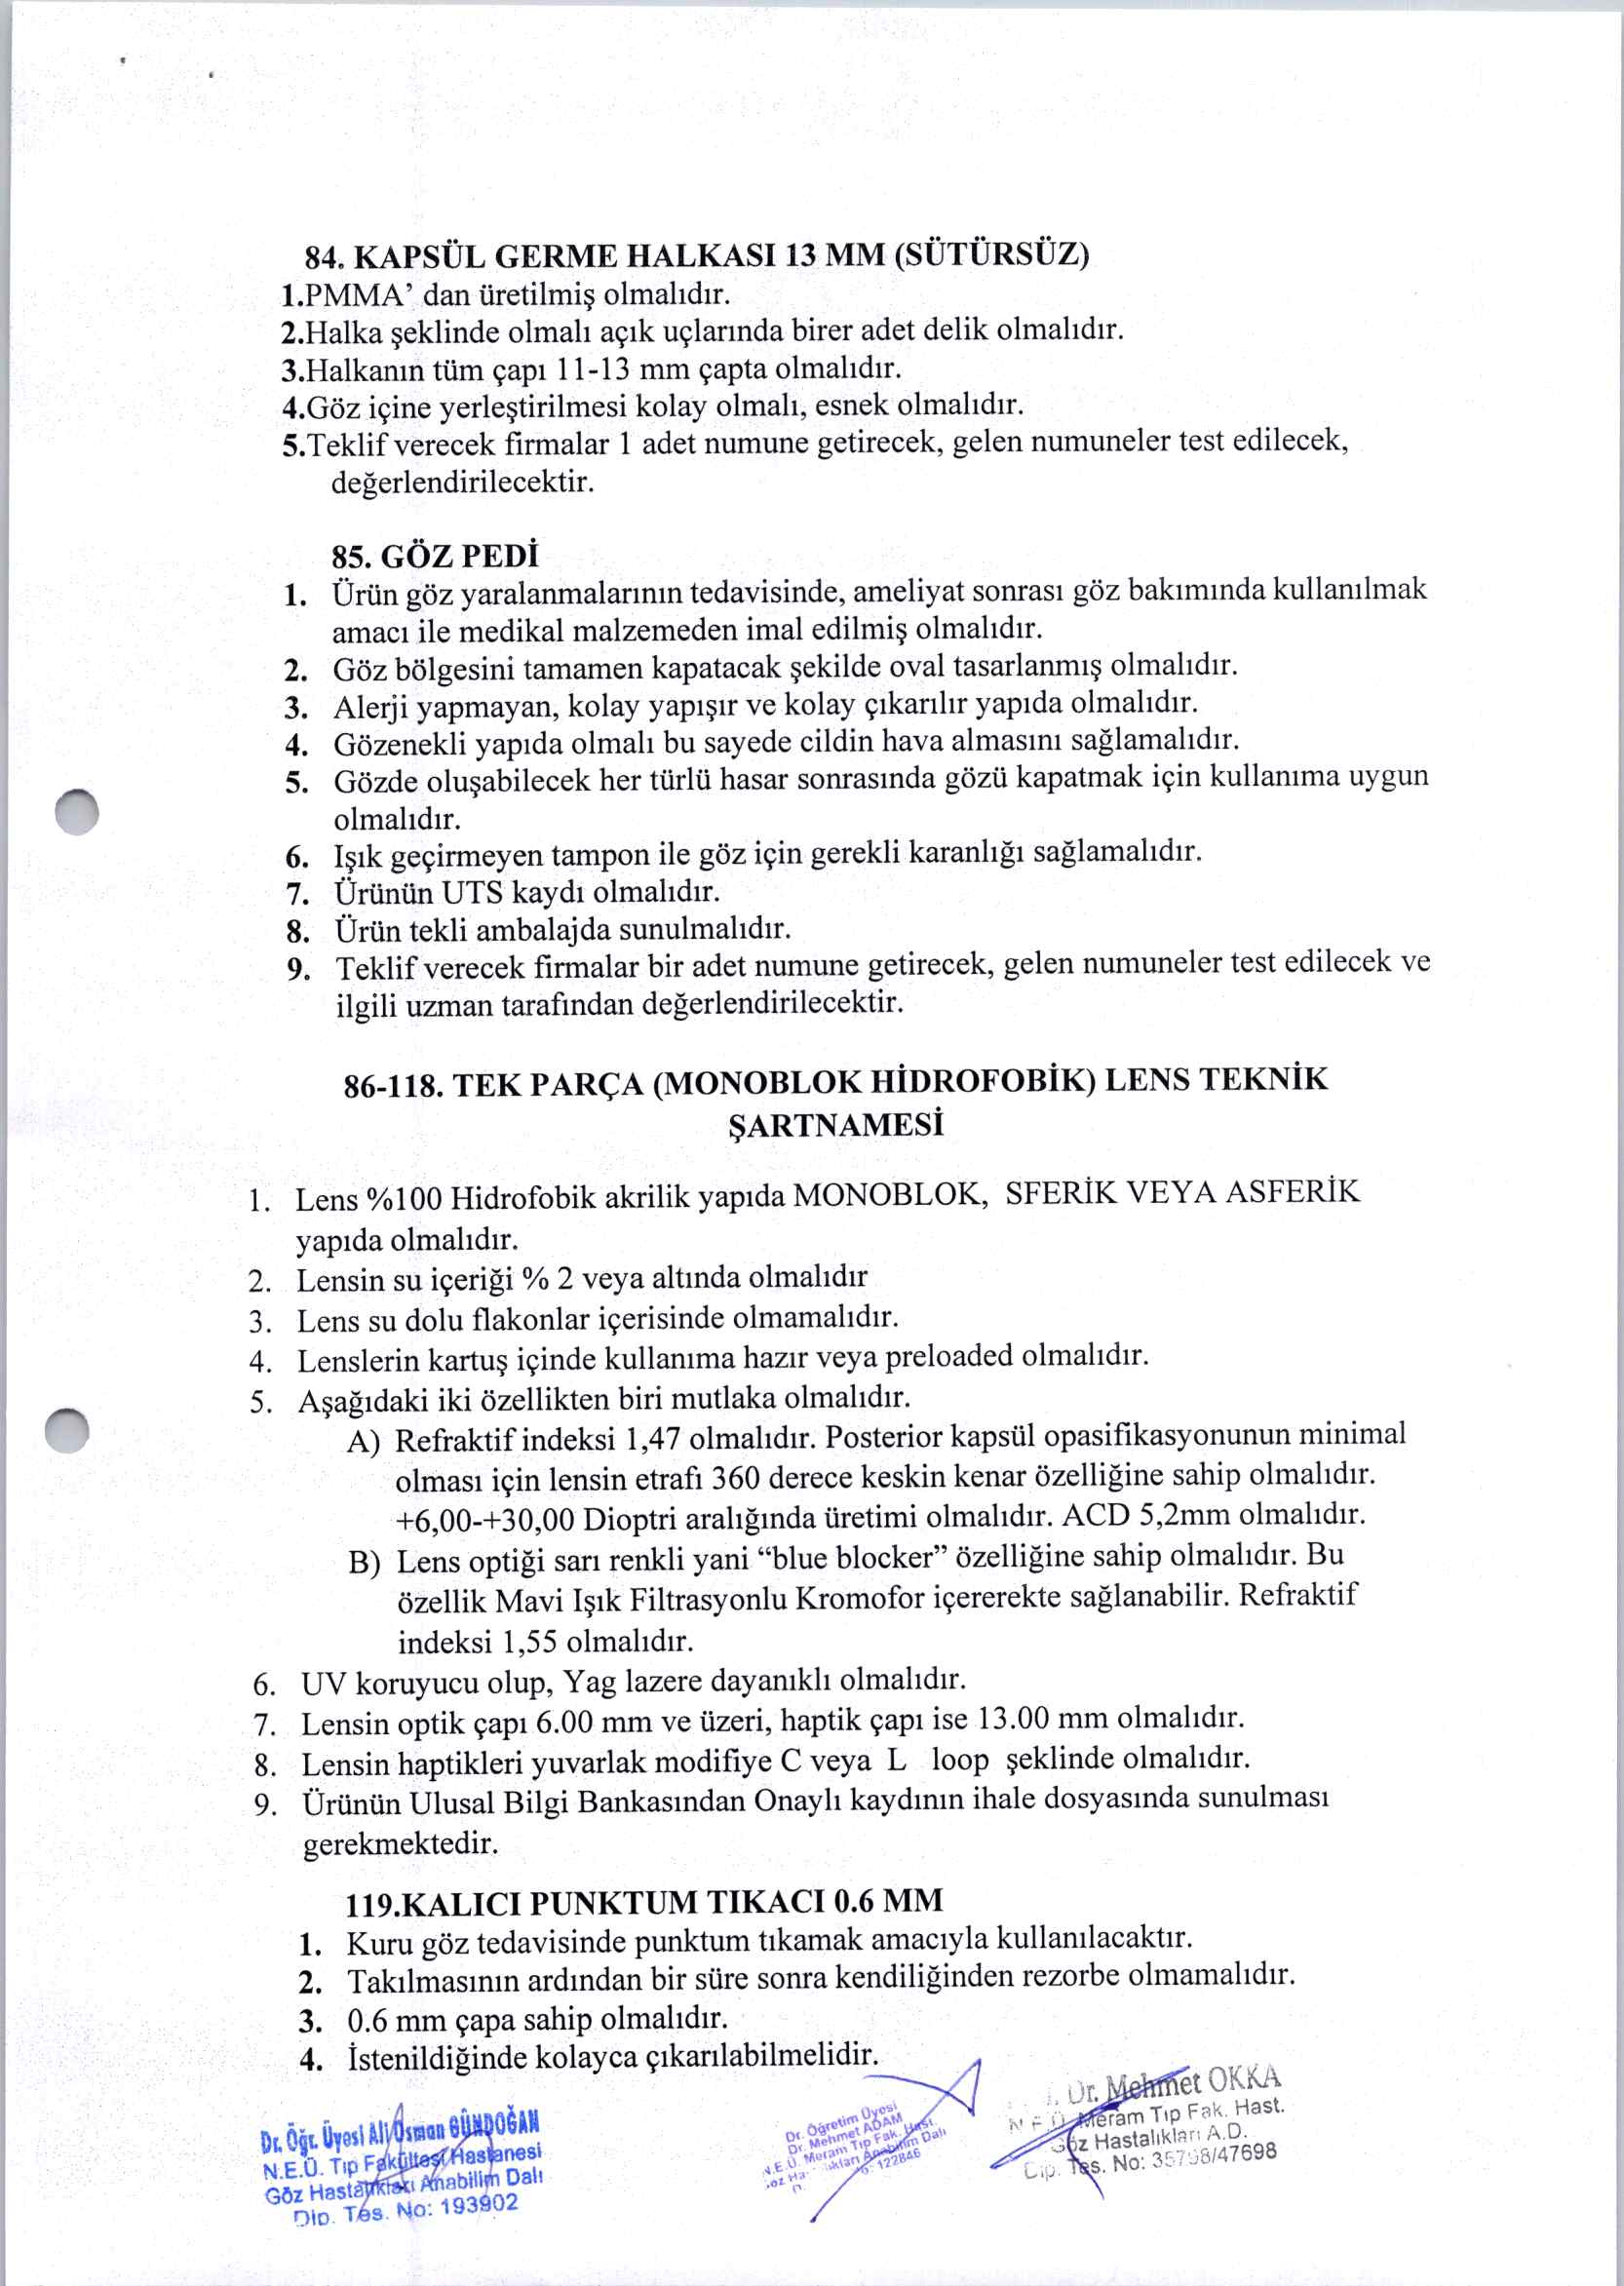 84. KAPSÜL GERME HALKASI 13 MM (SÜTÜRSÜZ)
1.PMMA’ dan üretilmiş olmalıdır.
2.Halka şeklinde olmalı açık uçlarında birer adet delik olmalıdır.
3.Halkanın tüm çapı 11-13 mm çapta olmalıdır.
4.Göz içine yerleştirilmesi kolay olmalı, esnek olmalıdır.
5.Teklif verecek firmalar 1 adet numune getirecek, gelen numuneler test edilecek,
değerlendirilecektir.
85. GÖZ PEDİ
1. Ürün göz yaralanmalarının tedavisinde, ameliyat sonrası göz bakımında kullanılmak
amacı ile medikal malzemeden imal edilmiş olmalıdır.
2. Göz bölgesini tamamen kapatacak şekilde oval tasarlanmış olmalıdır.
3. Alerji yapmayan, kolay yapışır ve kolay çıkarılır yapıda olmalıdır.
4. Gözenekli yapıda olmalı bu sayede cildin hava almasını sağlamalıdır.
5. Gözde oluşabilecek her türlü hasar sonrasında gözü kapatmak için kullanıma uygun
olmalıdır.
6. Işık geçirmeyen tampon ile göz için gerekli karanlığı sağlamalıdır.
7. Ürünün UTS kaydı olmalıdır.
8. Ürün tekli ambalajda sunulmalıdır.
9. Teklif verecek firmalar bir adet numune getirecek, gelen numuneler test edilecek ve
ilgili uzman tarafından değerlendirilecektir.
86-118. TEK PARÇA (MONOBLOK HİDROFOBİK) LENS TEKNİK
ŞARTNAMESİ
1. Lens %100 Hidrofobik akrilik yapıda MONOBLOK, SFERİK VEYA ASFERİK
yapıda olmalıdır.
2. Lensin su içeriği % 2 veya altında olmalıdır
3. Lens su dolu flakonlar içerisinde olmamalıdır.
4. Lenslerin kartuş içinde kullanıma hazır veya preloaded olmalıdır.
5. Aşağıdaki iki özellikten biri mutlaka olmalıdır.
A) Refraktif indeksi 1,47 olmalıdır. Posterior kapsül opasifikasyonunun minimal
olması için lensin etrafı 360 derece keskin kenar özelliğine sahip olmalıdır.
+6,00-+30,00 Dioptri aralığında üretimi olmalıdır. ACD 5,2mm olmalıdır.
B) Lens optiği sarı renkli yani “blue blocker” özelliğine sahip olmalıdır. Bu
özellik Mavi Işık Filtrasyonlu Kromofor içererekte sağlanabilir. Refraktif
indeksi 1,55 olmalıdır.
6. UV koruyucu olup, Yag lazere dayanıklı olmalıdır.
7. Lensin optik çapı 6.00 mm ve üzeri, haptik çapı ise 13.00 mm olmalıdır.
8. Lensin haptikleri yuvarlak modifiye C veya L loop şeklinde olmalıdır.
9. Ürünün Ulusal Bilgi Bankasından Onaylı kaydının ihale dosyasında sunulması
gerekmektedir.
119.KALICI PUNKTUM TIKACI 0.6 MM
1. Kuru göz tedavisinde punktum tıkamak amacıyla kullanılacaktır.
2. Takılmasının ardından bir süre sonra kendiliğinden rezorbe olmamalıdır.
3. 0.6 mm çapa sahip olmalıdır.
4. İstenildiğinde kolayca çıkarılabilmelidir.
Dr. Öğr. Üyesi Ali Osman GÜNDOĞAN
N.E.Ü. Tıp Fakültesi Hastanesi
Göz Hastalıkları Anabilim Dalı
Dip. Tes. No: 193902
Dr. Öğretim Üyesi
Dr. Mehmet ADAM
N.E.Ü. Meram Tıp Fak. Hast.
Anabilim Dalı
122846
Dr. Mehmet OKKA
Meram Tıp Fak. Hast.
Göz Hastalıkları A.D.
Dip. Tes. No: /47698